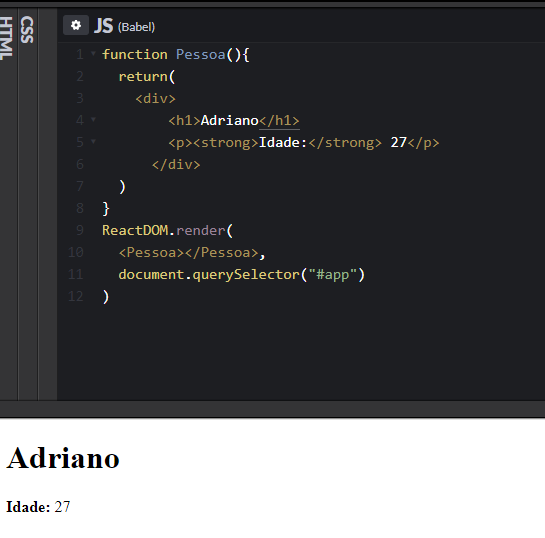 HTML
CSS
JS (Babel)
1 function Pessoa(){
2 return(
3 <div>
4 <h1>Adriano</h1>
5 <p><strong>Idade:</strong> 27</p>
6 </div>
7 )
8 }
9 ReactDOM.render(
10 <Pessoa></Pessoa>,
11 document.querySelector("#app")
12 )
Adriano
Idade: 27